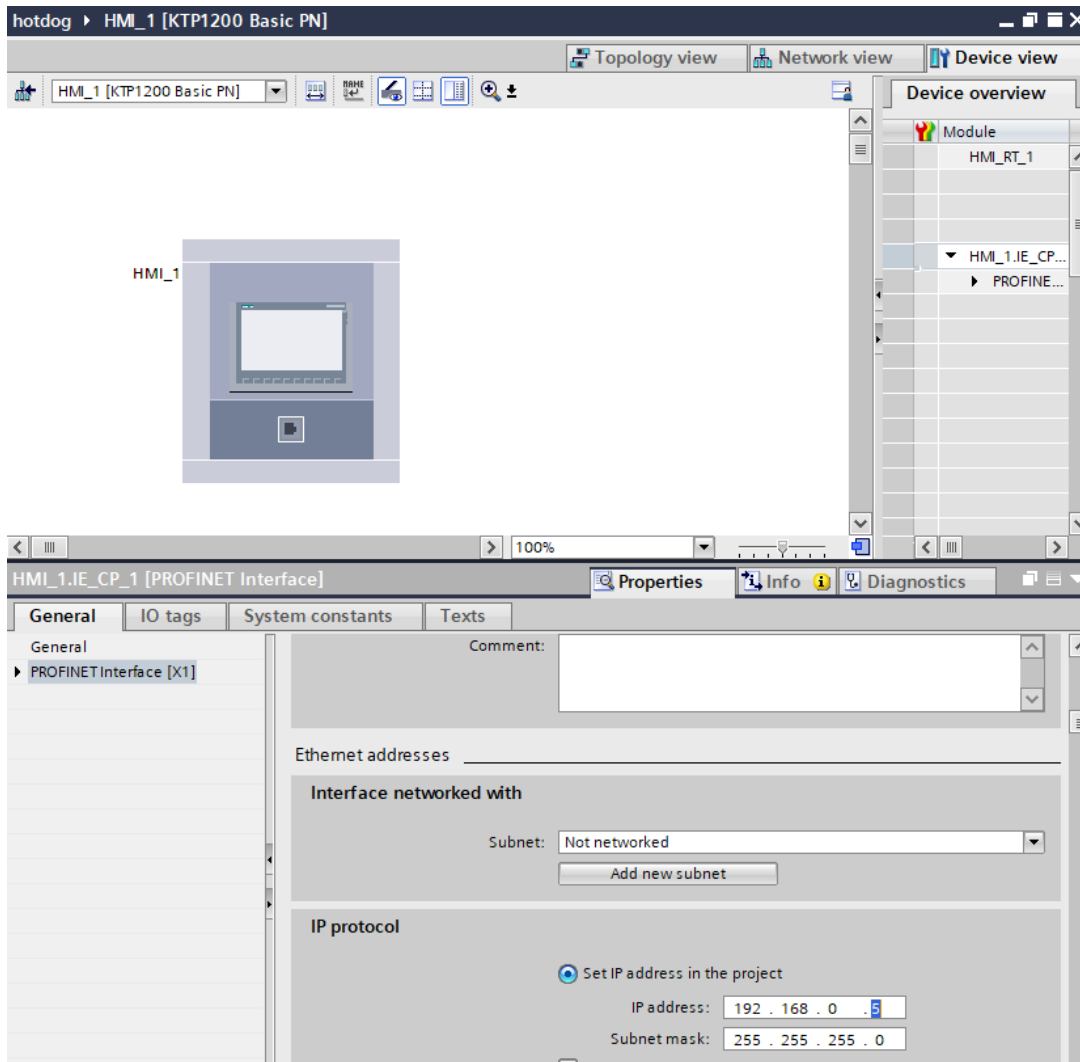 hotdog ▸ HMI_1 [KTP1200 Basic PN]
Topology view
Network view
Device view
HMI_1 [KTP1200 Basic PN]
Device overview
Module
HMI_RT_1
HMI_1.IE_CP...
PROFINE...
HMI_1
100%
HMI_1.IE_CP_1 [PROFINET Interface]
Properties
Info
Diagnostics
General
IO tags
System constants
Texts
General
PROFINET Interface [X1]
Comment:
Ethernet addresses
Interface networked with
Subnet: Not networked
Add new subnet
IP protocol
Set IP address in the project
IP address: 192 . 168 . 0 . 5
Subnet mask: 255 . 255 . 255 . 0